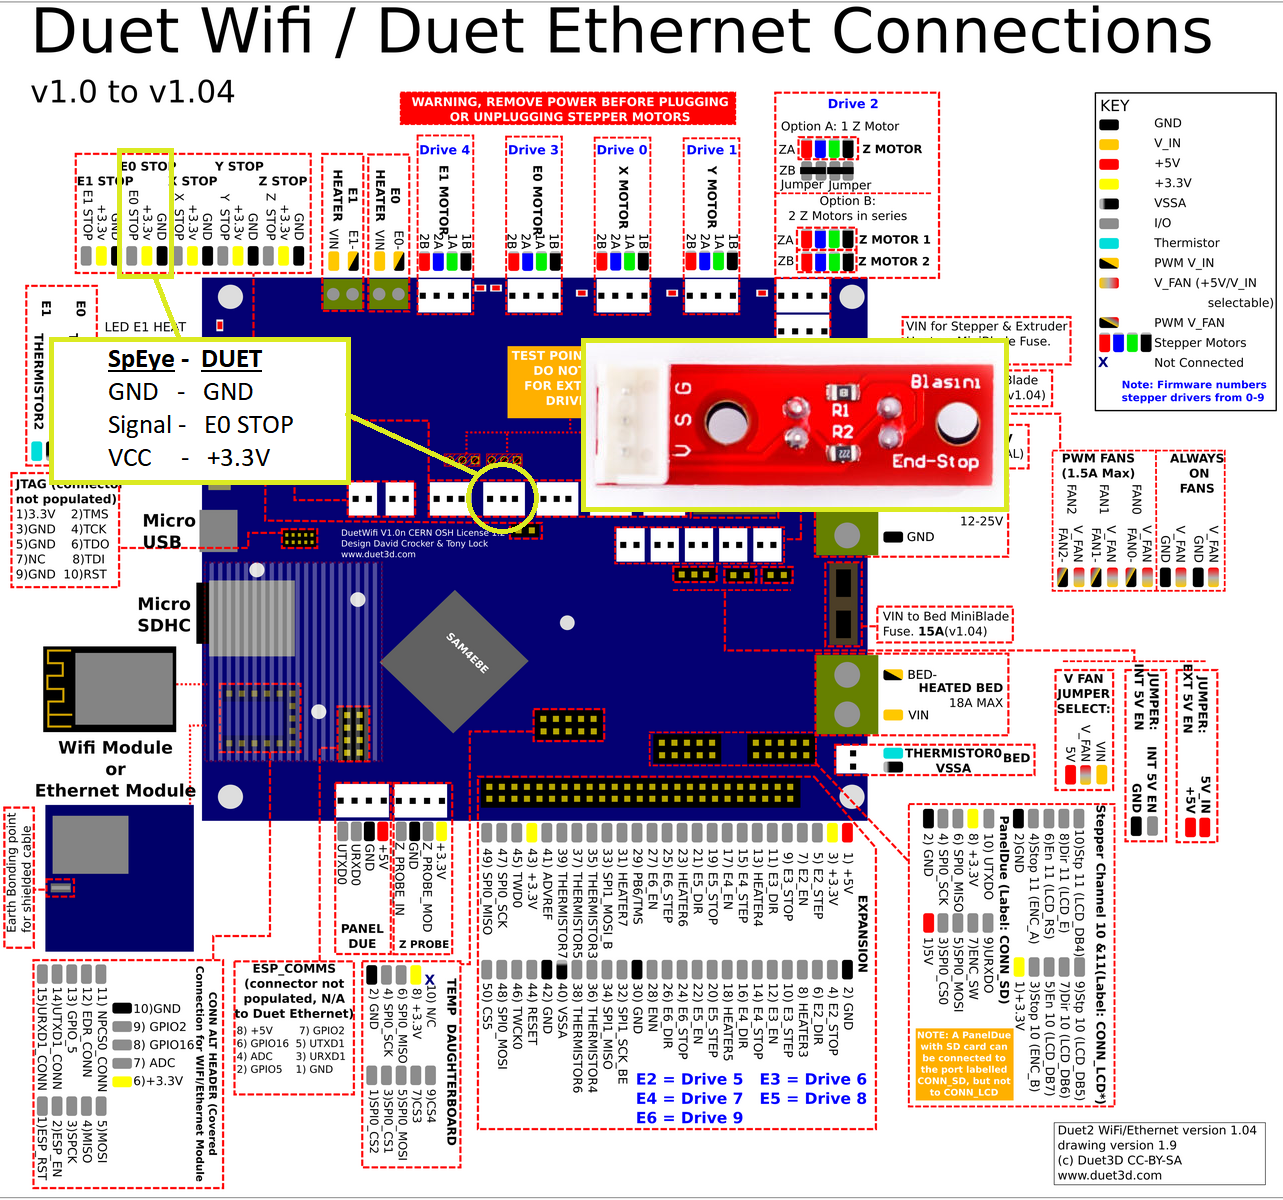 Duet Wifi / Duet Ethernet Connections
v1.0 to v1.04
WARNING, REMOVE POWER BEFORE PLUGGING
OR UNPLUGGING STEPPER MOTORS
E0 STOP
Y STOP
E1 STOP
X STOP
Z STOP
E1 STOP
+3.3v
GND
E0 STOP
+3.3v
GND
X STOP
+3.3v
GND
Y STOP
+3.3v
GND
Z STOP
+3.3v
GND
E1
HEATER
VIN
E1-
E0
HEATER
VIN
E0-
Drive 4
E1 MOTOR
2B
2A
1A
1B
Drive 3
E0 MOTOR
2B
2A
1A
1B
Drive 0
X MOTOR
2B
2A
1A
1B
Drive 1
Y MOTOR
2B
2A
1A
1B
Drive 2
Option A: 1 Z Motor
ZA
Z MOTOR
ZB
Jumper Jumper
Option B:
2 Z Motors in series
ZA
Z MOTOR 1
ZB
Z MOTOR 2
KEY
GND
V_IN
+5V
+3.3V
VSSA
I/O
Thermistor
PWM V_IN
V_FAN (+5V/V_IN
selectable)
PWM V_FAN
Stepper Motors
X Not Connected
Note: Firmware numbers
stepper drivers from 0-9
E1
E0
THERMISTOR2
LED E1 HEAT
SpEye - DUET
GND - GND
Signal - E0 STOP
VCC - +3.3V
VIN for Stepper & Extruder
Fuse.
G
S
V
R1
R2
Blasini
End-Stop
JTAG (connector
not populated)
1)3.3V 2)TMS
3)GND 4)TCK
5)GND 6)TDO
7)NC 8)TDI
9)GND 10)RST
Micro
USB
DuetWifi V1.0n CERN OSH License 1.2
Design David Crocker & Tony Lock
www.duet3d.com
12-25V
GND
PWM FANS
(1.5A Max)
ALWAYS
ON
FANS
FAN2
FAN1
FAN0
FAN2-
V_FAN
FAN1-
V_FAN
FAN0-
V_FAN
GND
V_FAN
GND
V_FAN
Micro
SDHC
SAM4E8E
VIN to Bed MiniBlade
Fuse. 15A(v1.04)
BED-
HEATED BED
18A MAX
VIN
THERMISTOR0
VSSA
BED
V FAN
JUMPER
SELECT:
5V
V_FAN
VIN
JUMPER:
INT 5V EN
INT 5V EN
GND
JUMPER:
EXT 5V EN
5V_IN
+5V
Wifi Module
or
Ethernet Module
Earth Bonding point
for shielded cable
UTXD0
URXD0
GND
+5V
PANEL
DUE
Z_PROBE_IN
GND
Z_PROBE_MOD
+3.3V
Z PROBE
EXPANSION
49) SPI0_MISO
47) SPI0_SCK
45) TWD0
43) +3.3V
41) ADVREF
39) THERMISTOR7
37) THERMISTOR5
35) THERMISTOR3
33) SPI1_MOSI_B
31) HEATER7
29) PB6/TMS
27) E6_EN
25) E6_STEP
23) HEATER6
21) E5_DIR
19) E5_STOP
17) E4_EN
15) E4_STEP
13) HEATER4
11) E3_DIR
9) E3_STOP
7) E2_EN
5) E2_STEP
3) +3.3V
1) +5V
50) CS5
48) SPI0_MOSI
46) TWCK0
44) RESET
42) GND
40) VSSA
38) THERMISTOR6
36) THERMISTOR4
34) SPI1_MISO
32) SPI1_SCK_BE
30) GND
28) ENN
26) E6_DIR
24) E6_STOP
22) E5_EN
20) E5_STEP
18) HEATER5
16) E4_DIR
14) E4_STOP
12) E3_EN
10) E3_STEP
8) HEATER3
6) E2_DIR
4) E2_STOP
2) GND
E2 = Drive 5 E3 = Drive 6
E4 = Drive 7 E5 = Drive 8
E6 = Drive 9
Stepper Channel 10 &11(Label: CONN_LCD*)
10)Stp 11 (LCD_DB4)
8)Dir 11 (LCD_E)
6)En 11 (LCD_RS)
4)Stop 11 (ENC_A)
2)GND
9)Stp 10 (LCD_DB5)
7)Dir 10 (LCD_DB6)
5)En 10 (LCD_DB7)
3)Stop 10 (ENC_B)
1)+3.3V
PanelDue (Label: CONN_SD)
10) UTXDO
8) +3.3V
6) SPI0_MISO
4) SPI0_SCK
2) GND
9)URXDO
7)ENC_SW
5)SPI0_MOSI
3)SPI0_CS0
1)5V
NOTE: A PanelDue
with SD card can
be connected to
the port labelled
CONN_SD, but not
to CONN_LCD
CONN ALT HEADER (Covered
Connection for WIFI/Ethernet Module
11) NPCS0_CONN
12) EDR_CONN
13) GPIO_5
14)UTXD1_CONN
15)URXD1_CONN
10)GND
9) GPIO2
8) GPIO16
7) ADC
6)+3.3V
5)MOSI
4)MISO
3)SPCK
2)ESP_EN
1)ESP_RST
ESP_COMMS
(connector not
populated, N/A
to Duet Ethernet)
8) +5V 7) GPIO2
6) GPIO16 5) UTXD1
4) ADC 3) URXD1
2) GPIO5 1) GND
TEMP DAUGHTERBOARD
X
10) N/C
8) +3.3V
6) SPI0_MISO
4) SPI0_SCK
2) GND
9)CS4
7)CS3
5)SPI0_MOSI
3)SPI0_CS1
1)SPI0_CS2
Duet2 WiFi/Ethernet version 1.04
drawing version 1.9
(c) Duet3D CC-BY-SA
www.duet3d.com